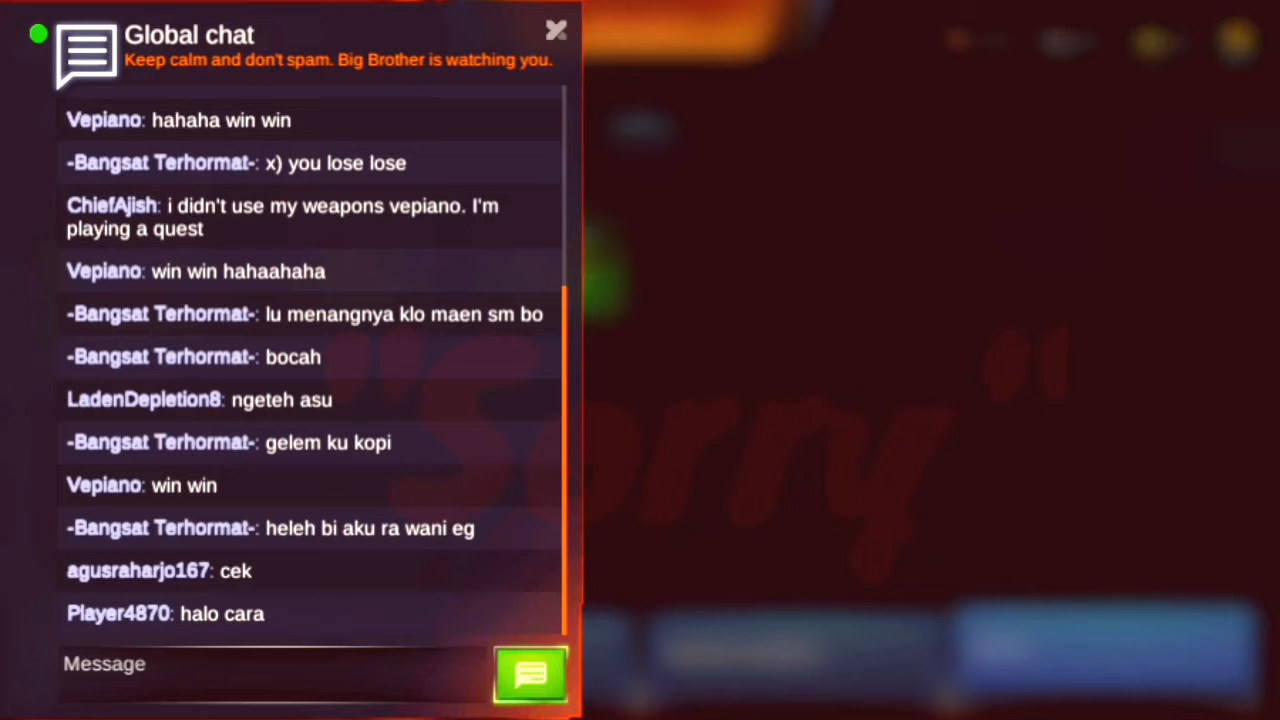 Global chat
Keep calm and don't spam. Big Brother is watching you.
Vepiano: hahaha win win
-Bangsat Terhormat-: x) you lose lose
ChiefAjish: i didn't use my weapons vepiano. I'm
playing a quest
Vepiano: win win hahaahaha
-Bangsat Terhormat-: lu menangnya klo maen sm bo
-Bangsat Terhormat-: bocah
LadenDepletion8: ngeteh asu
-Bangsat Terhormat-: gelem ku kopi
Vepiano: win win
-Bangsat Terhormat-: heleh bi aku ra wani eg
agusraharjo167: cek
Player4870: halo cara
Message
"Sorry"